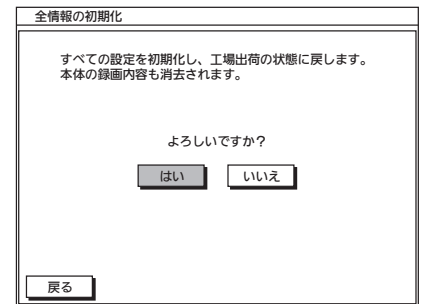 全情報の初期化
すべての設定を初期化し、工場出荷の状態に戻します。
本体の録画内容も消去されます。
よろしいですか？
はい いいえ
戻る